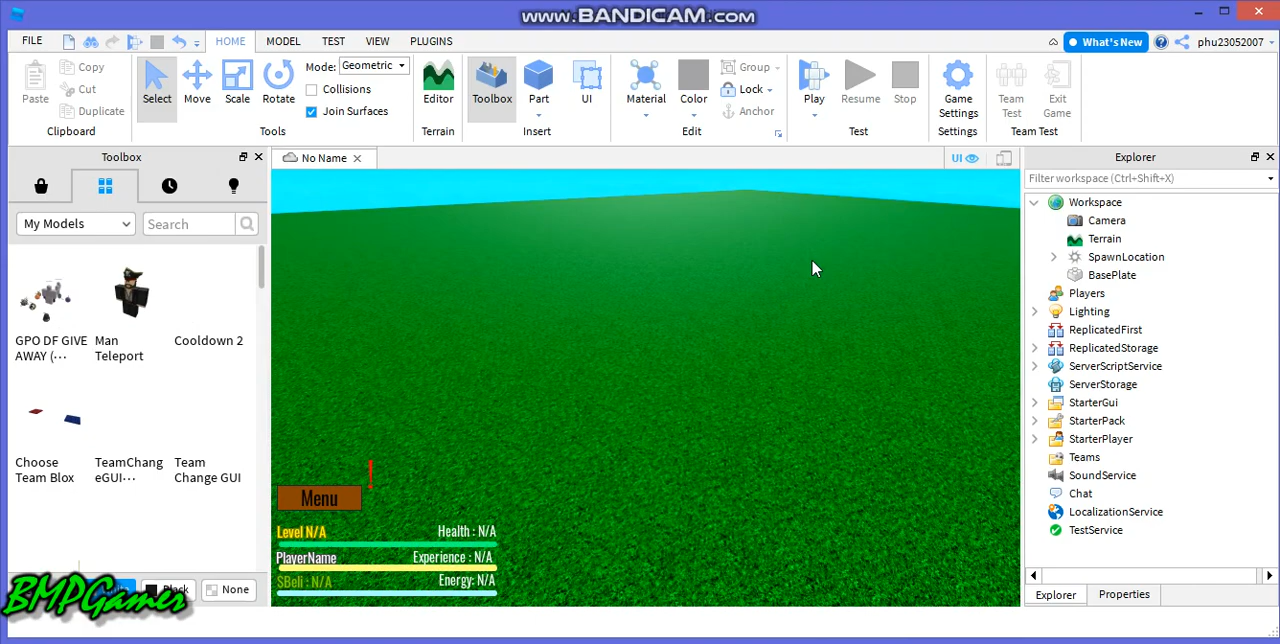 www.BANDICAM.com
FILE HOME MODEL TEST VIEW PLUGINS What's New phu23052007
Paste Copy Cut Duplicate Clipboard
Select Move Scale Rotate Mode: Geometric Collisions Join Surfaces Tools
Editor Terrain
Toolbox Part UI Insert
Material Color Group Lock Anchor Edit
Play Resume Stop Test
Game Settings Settings
Team Test Exit Game Team Test
Toolbox
My Models Search
GPO DF GIVE AWAY (···
Man Teleport
Cooldown 2
Choose Team Blox
TeamChang eGUI···
Team Change GUI
None
BMPGamer
No Name
UI
!
Menu
Level N/A Health : N/A
PlayerName Experience : N/A
SBeli : N/A Energy: N/A
Explorer
Filter workspace (Ctrl+Shift+X)
Workspace
Camera
Terrain
SpawnLocation
BasePlate
Players
Lighting
ReplicatedFirst
ReplicatedStorage
ServerScriptService
ServerStorage
StarterGui
StarterPack
StarterPlayer
Teams
SoundService
Chat
LocalizationService
TestService
Explorer Properties